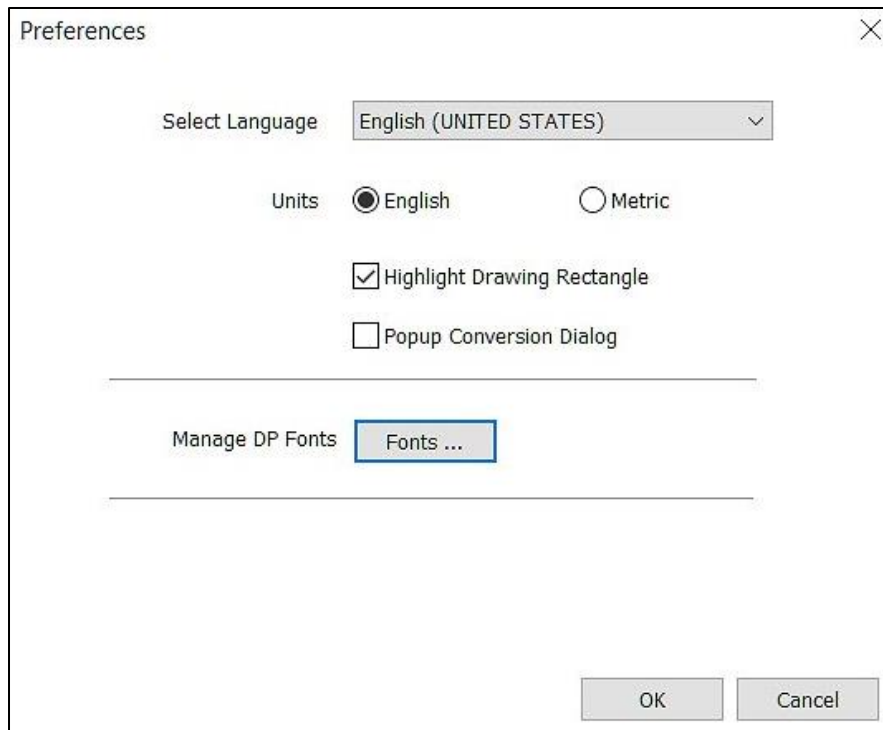 Preferences
Select Language English (UNITED STATES)
Units English Metric
Highlight Drawing Rectangle
Popup Conversion Dialog
Manage DP Fonts Fonts ...
OK Cancel